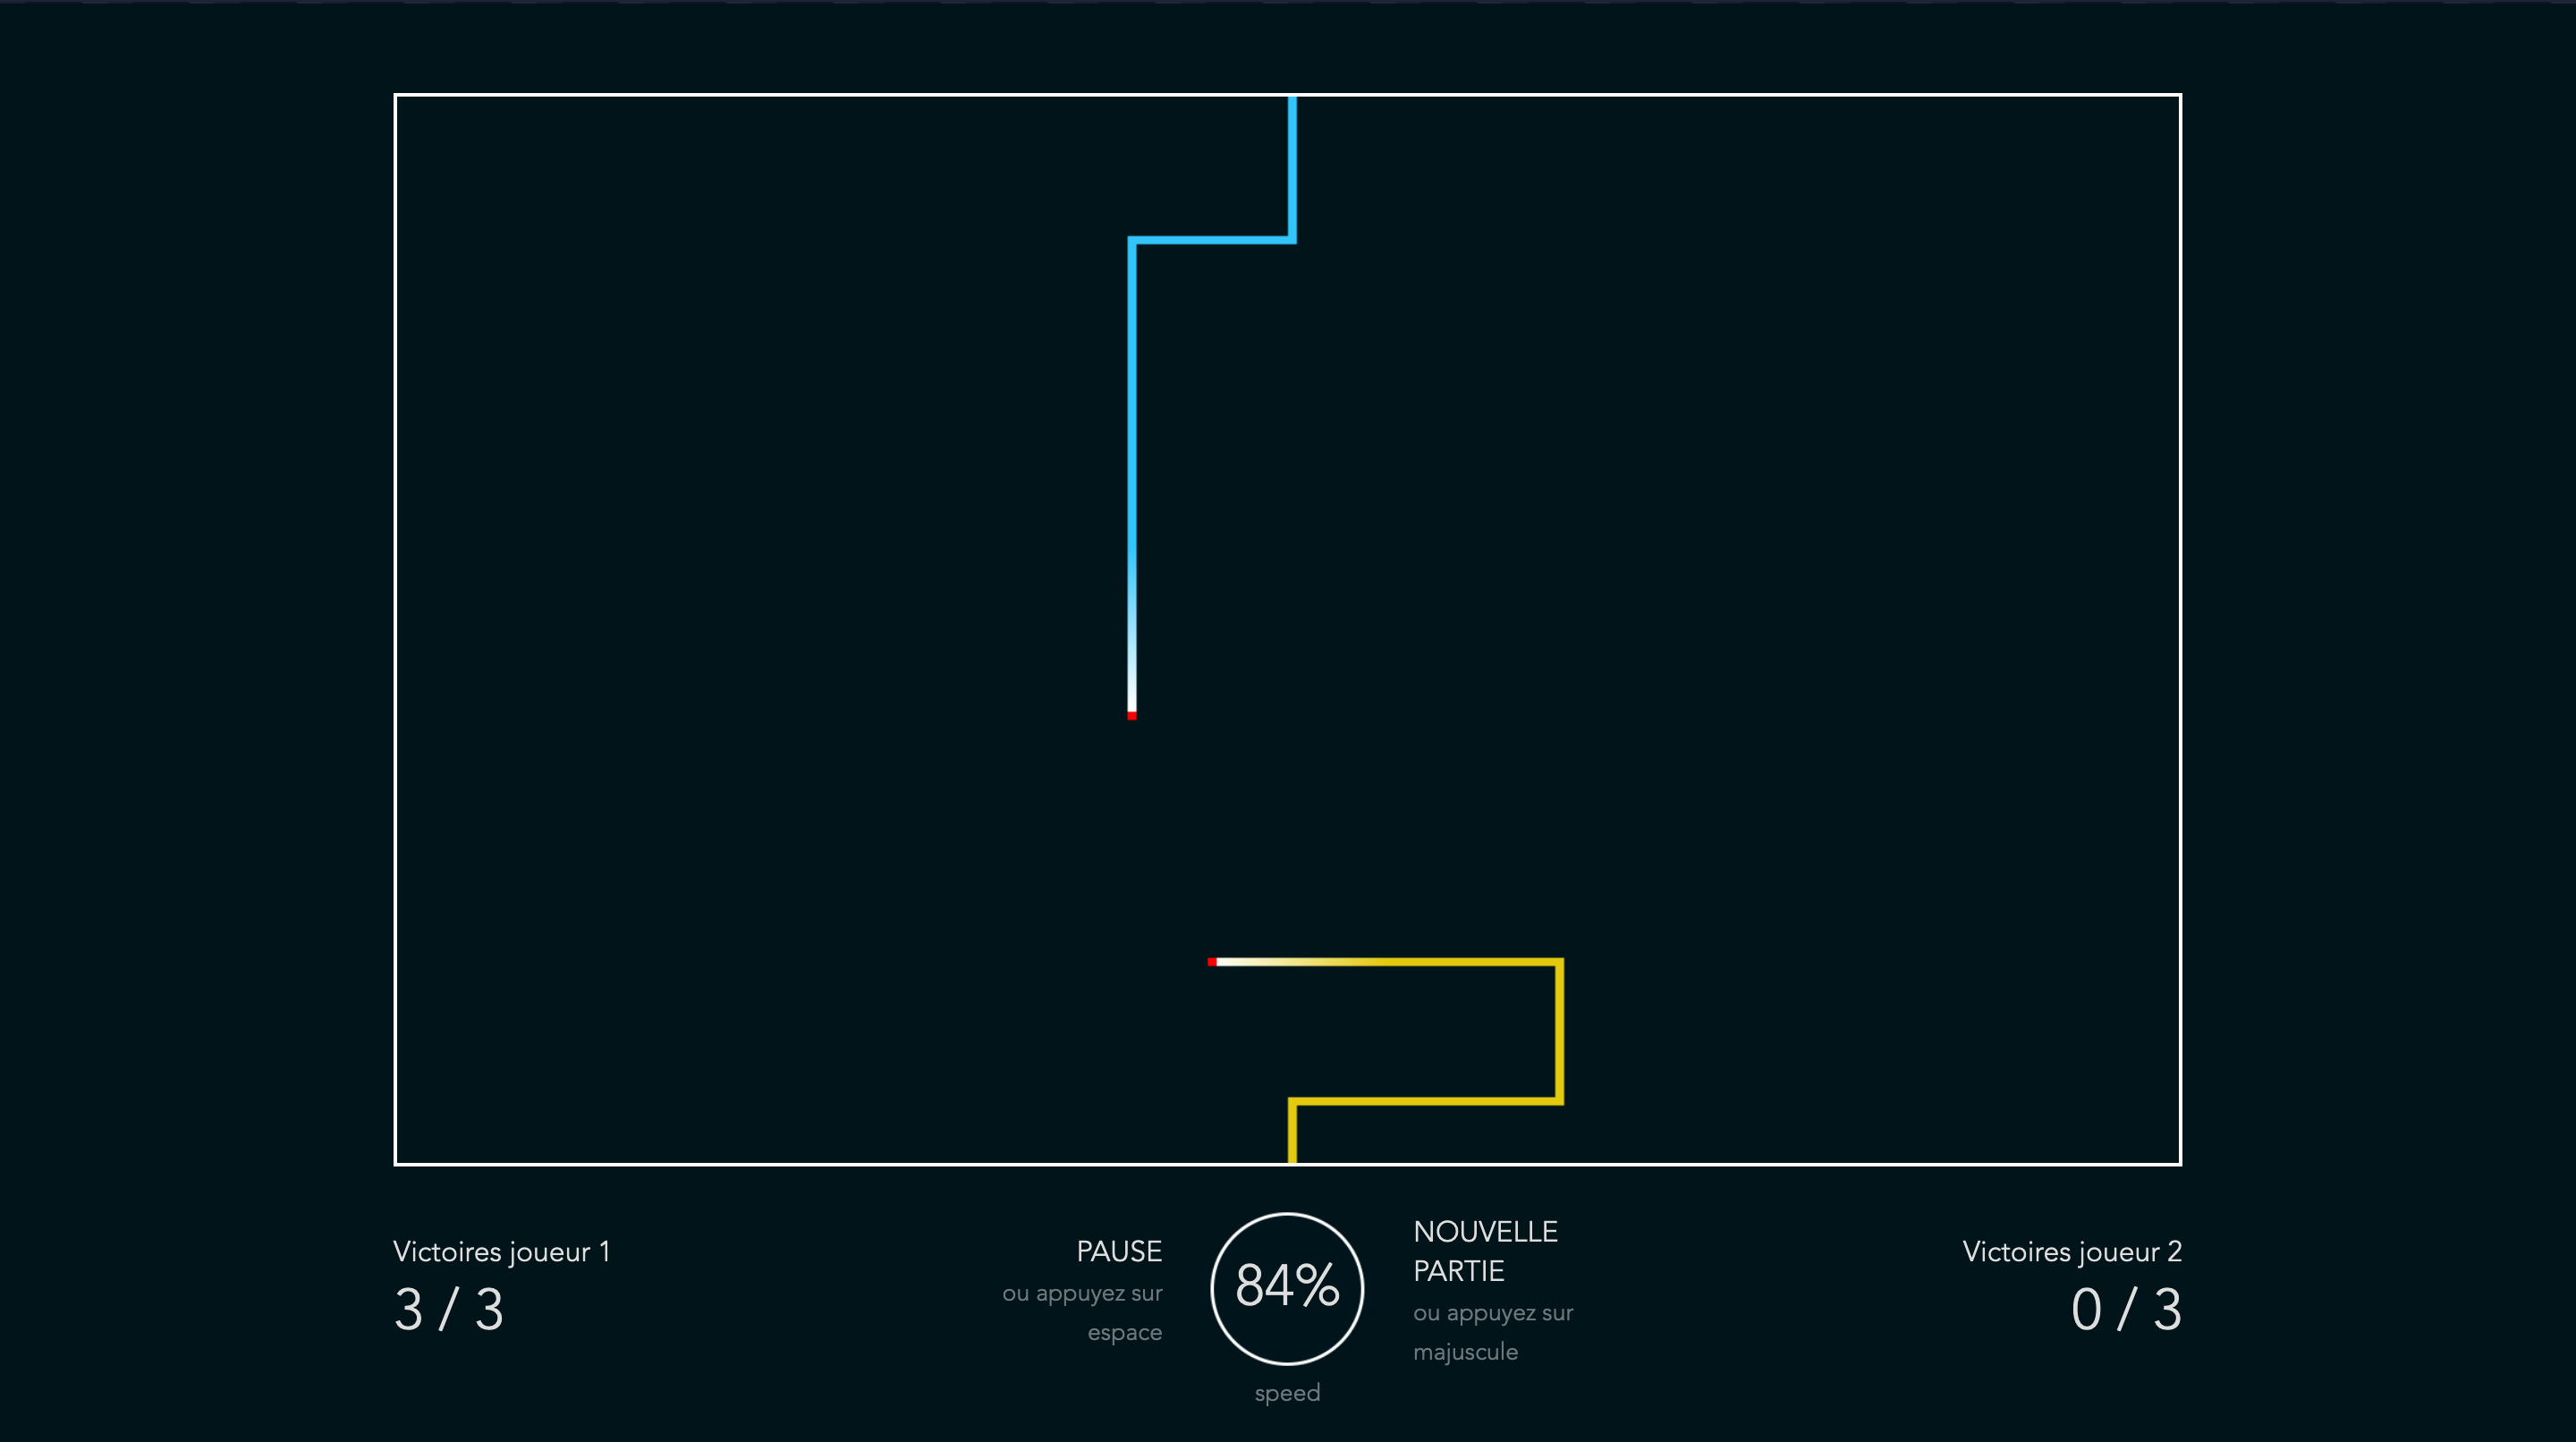 Victoires joueur 1
3 / 3
PAUSE
ou appuyez sur
espace
84%
speed
NOUVELLE
PARTIE
ou appuyez sur
majuscule
Victoires joueur 2
0 / 3